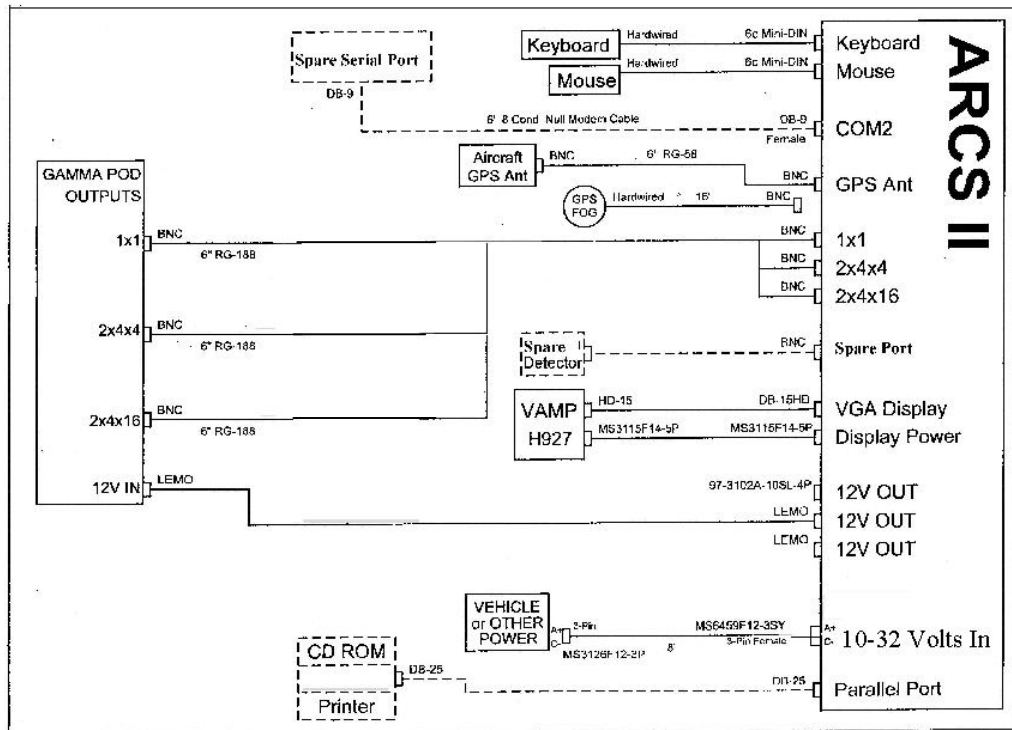 ARCS II
Spare Serial Port
DB-9
Keyboard
Hardwired
6c Mini-DIN
Keyboard
Mouse
Hardwired
6c Mini-DIN
Mouse
6' 8 Cond Null Modem Cable
DB-9
Female
COM2
Aircraft
GPS Ant
BNC
6' RG-58
BNC
GPS Ant
GPS
FOG
Hardwired
15'
BNC
GAMMA POD
OUTPUTS
1x1
BNC
6" RG-188
BNC
1x1
BNC
2x4x4
BNC
2x4x16
2x4x4
BNC
6" RG-188
Spare
Detector
BNC
Spare Port
2x4x16
BNC
6" RG-188
VAMP
H927
HD-15
DB-15HD
VGA Display
MS3115F14-5P
MS3115F14-5P
Display Power
12V IN
LEMO
97-3102A-10SL-4P
12V OUT
LEMO
12V OUT
LEMO
12V OUT
VEHICLE
or OTHER
POWER
A+
C-
MS3126F12-3P
8'
MS6459F12-3SY
3-Pin Female
A+
C-
10-32 Volts In
CD ROM
Printer
DB-25
DB-25
Parallel Port